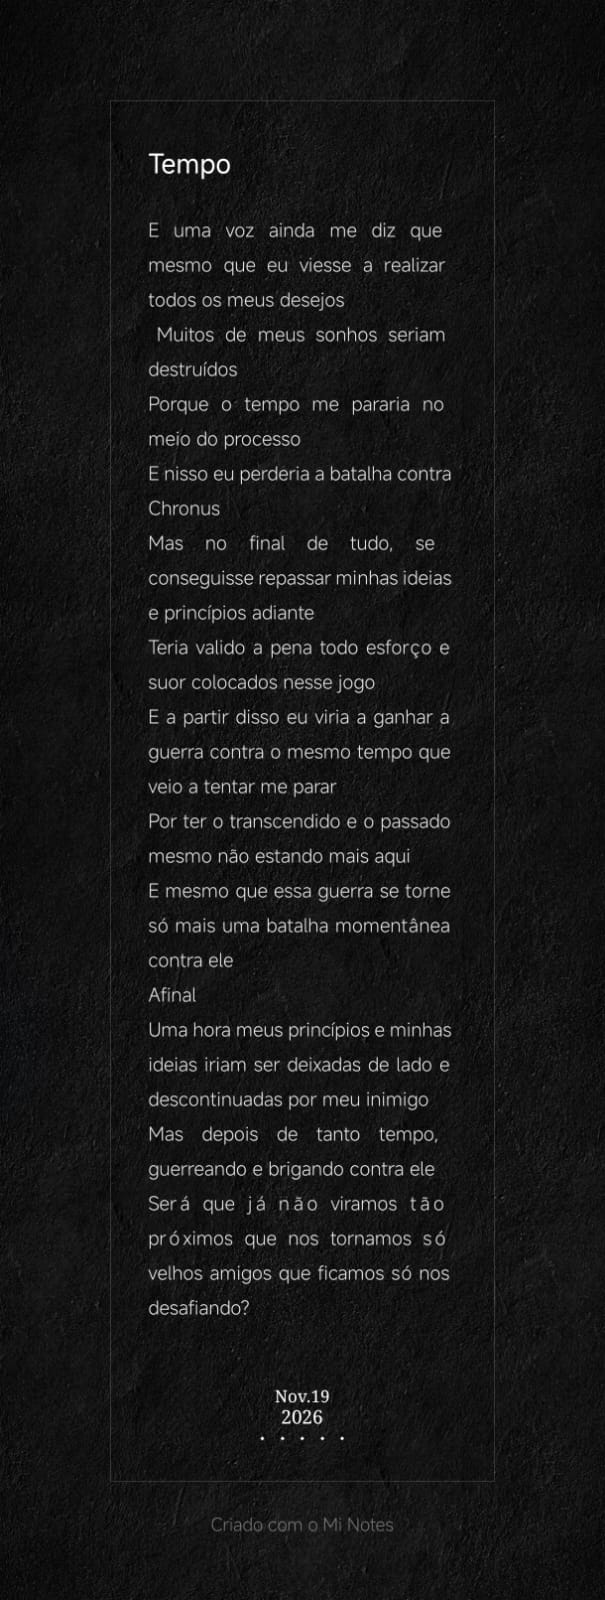 Tempo
E uma voz ainda me diz que
mesmo que eu viesse a realizar
todos os meus desejos
Muitos de meus sonhos seriam
destruídos
Porque o tempo me pararia no
meio do processo
E nisso eu perderia a batalha contra
Chronus
Mas no final de tudo, se
conseguisse repassar minhas ideias
e princípios adiante
Teria valido a pena todo esforço e
suor colocados nesse jogo
E a partir disso eu viria a ganhar a
guerra contra o mesmo tempo que
veio a tentar me parar
Por ter o transcendido e o passado
mesmo não estando mais aqui
E mesmo que essa guerra se torne
só mais uma batalha momentânea
contra ele
Afinal
Uma hora meus princípios e minhas
ideias iriam ser deixadas de lado e
descontinuadas por meu inimigo
Mas depois de tanto tempo,
guerreando e brigando contra ele
Será que já não viramos tão
próximos que nos tornamos só
velhos amigos que ficamos só nos
desafiando?
Nov.19
2026
Criado com o Mi Notes